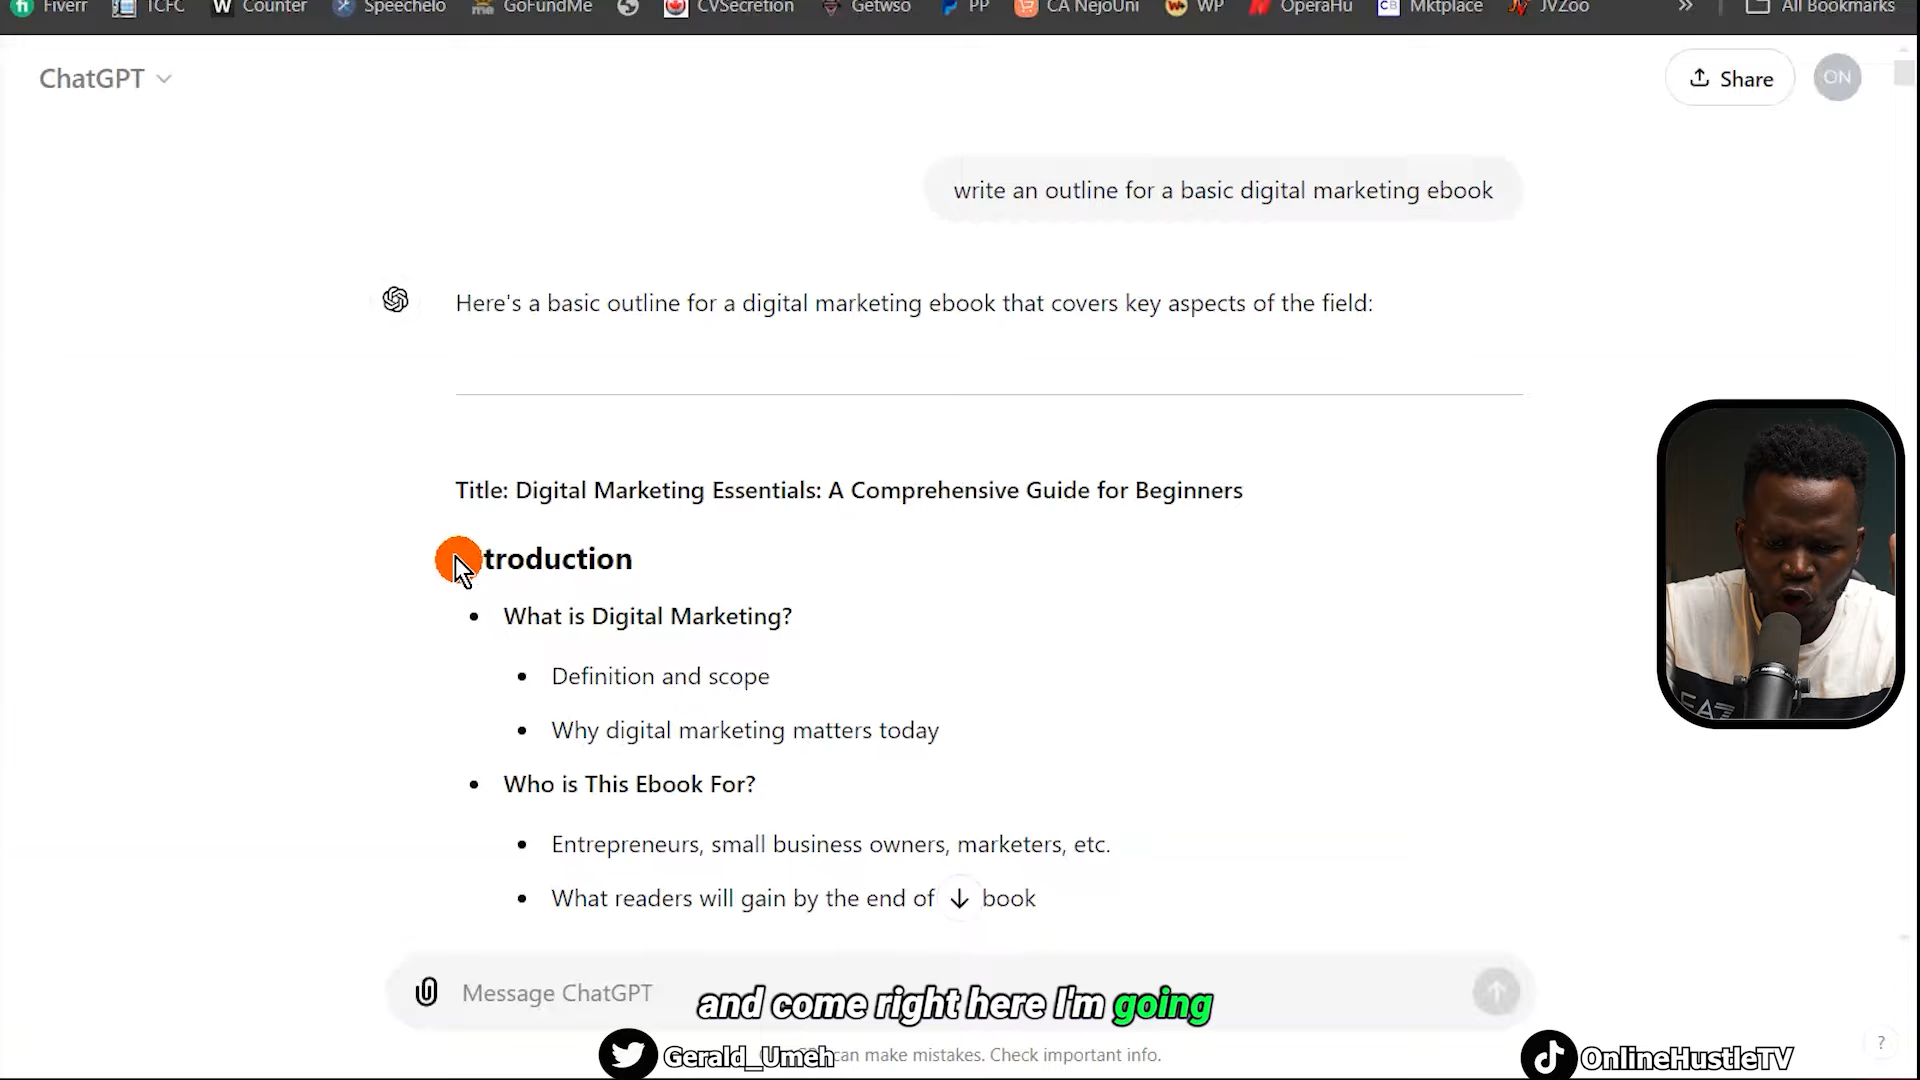 Fiverr TCFC Counter Speechelo GoFundMe CVSecretion Getwso PP CA NejoUni WP OperaHu Mktplace JVZoo » All Bookmarks
ChatGPT
Share ON
write an outline for a basic digital marketing ebook
Here's a basic outline for a digital marketing ebook that covers key aspects of the field:
Title: Digital Marketing Essentials: A Comprehensive Guide for Beginners
troduction
What is Digital Marketing?
Definition and scope
Why digital marketing matters today
Who is This Ebook For?
Entrepreneurs, small business owners, marketers, etc.
What readers will gain by the end of book
Message ChatGPT
and come right here I'm going
can make mistakes. Check important info.
?
Gerald_Umeh
OnlineHustleTV